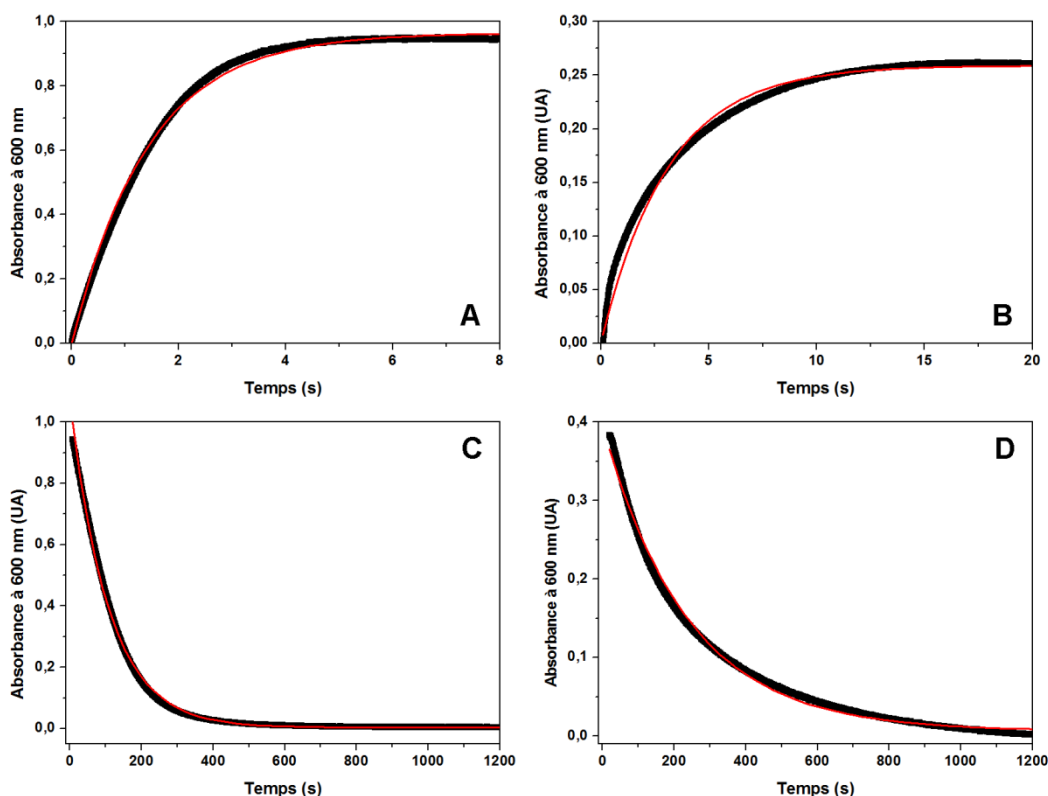 1,0
0,8
0,6
0,4
0,2
0,0
Absorbance à 600 nm
0 2 4 6 8
Temps (s)
A
0,30
0,25
0,20
0,15
0,10
0,05
0,00
Absorbance à 600 nm (UA)
0 5 10 15 20
Temps (s)
B
1,0
0,8
0,6
0,4
0,2
0,0
Absorbance à 600 nm (UA)
0 200 400 600 800 1000 1200
Temps (s)
C
0,4
0,3
0,2
0,1
0,0
Absorbance à 600 nm (UA)
0 200 400 600 800 1000 1200
Temps (s)
D